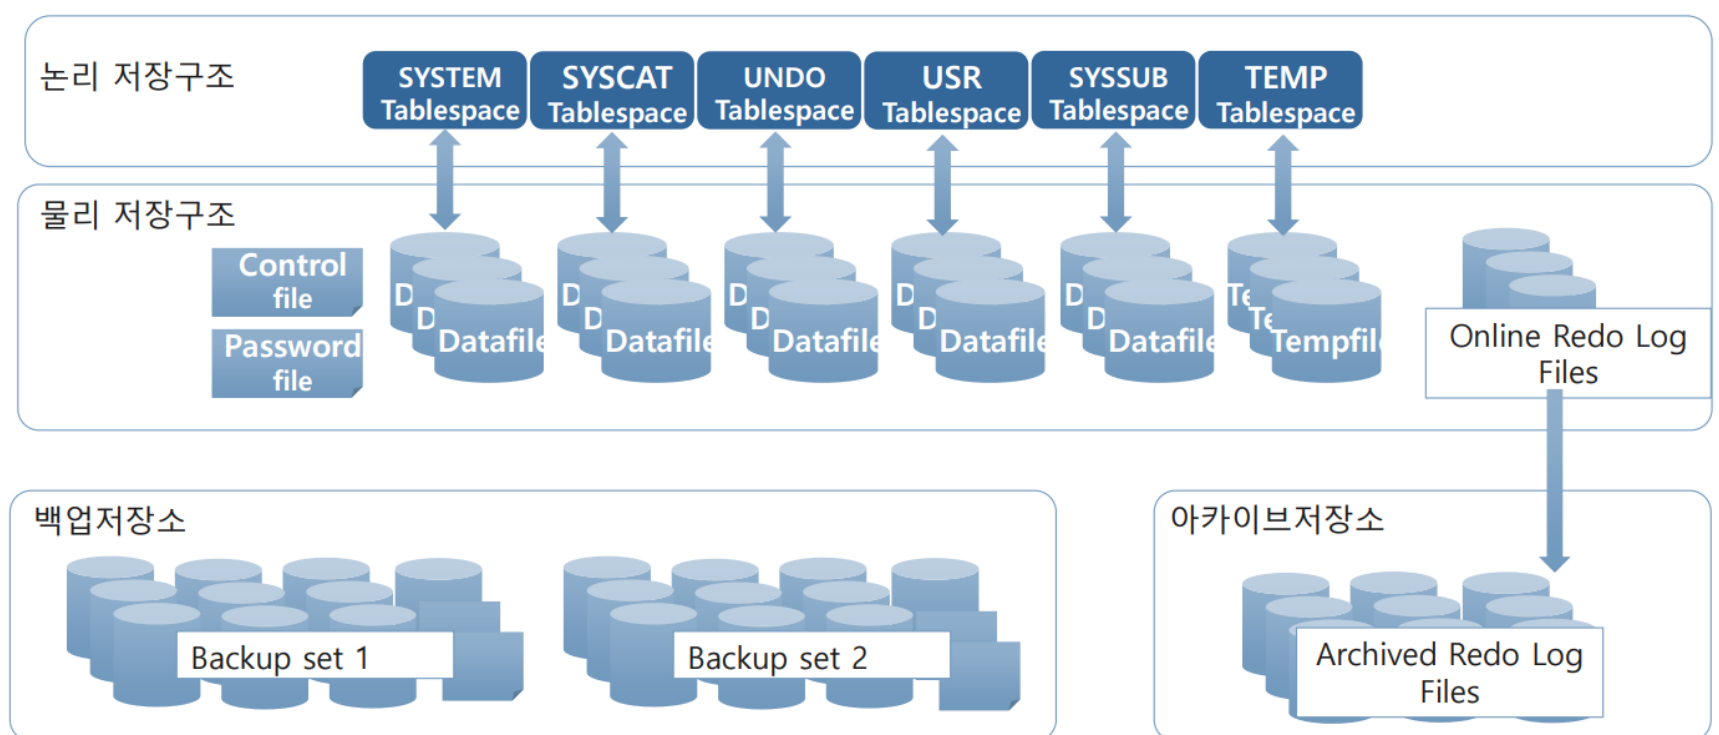 논리 저장구조
SYSTEM
Tablespace
SYSCAT
Tablespace
UNDO
Tablespace
USR
Tablespace
SYSSUB
Tablespace
TEMP
Tablespace
물리 저장구조
Control
file
Password
file
D
D
Datafile
D
D
Datafile
D
D
Datafile
D
D
Datafile
D
D
Datafile
Te
Te
Tempfil
Online Redo Log
Files
백업저장소
Backup set 1
Backup set 2
아카이브저장소
Archived Redo Log
Files